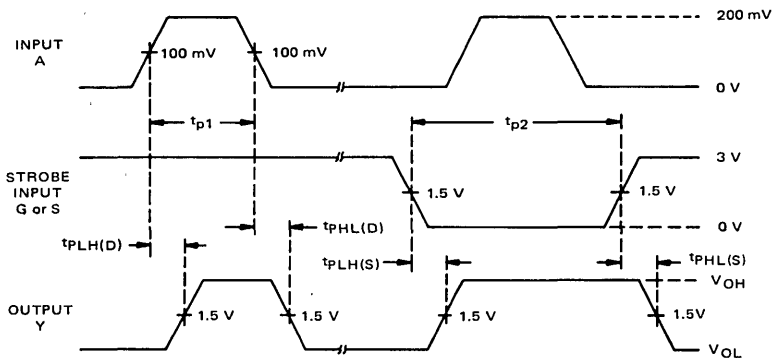 200 mV
INPUT
A
100 mV
100 mV
0 V
tp1
tp2
3 V
STROBE
INPUT
G or S
1.5 V
1.5 V
0 V
tPLH(D)
tPHL(D)
tPLH(S)
tPHL(S)
VOH
OUTPUT
Y
1.5 V
1.5 V
1.5 V
1.5V
VOL